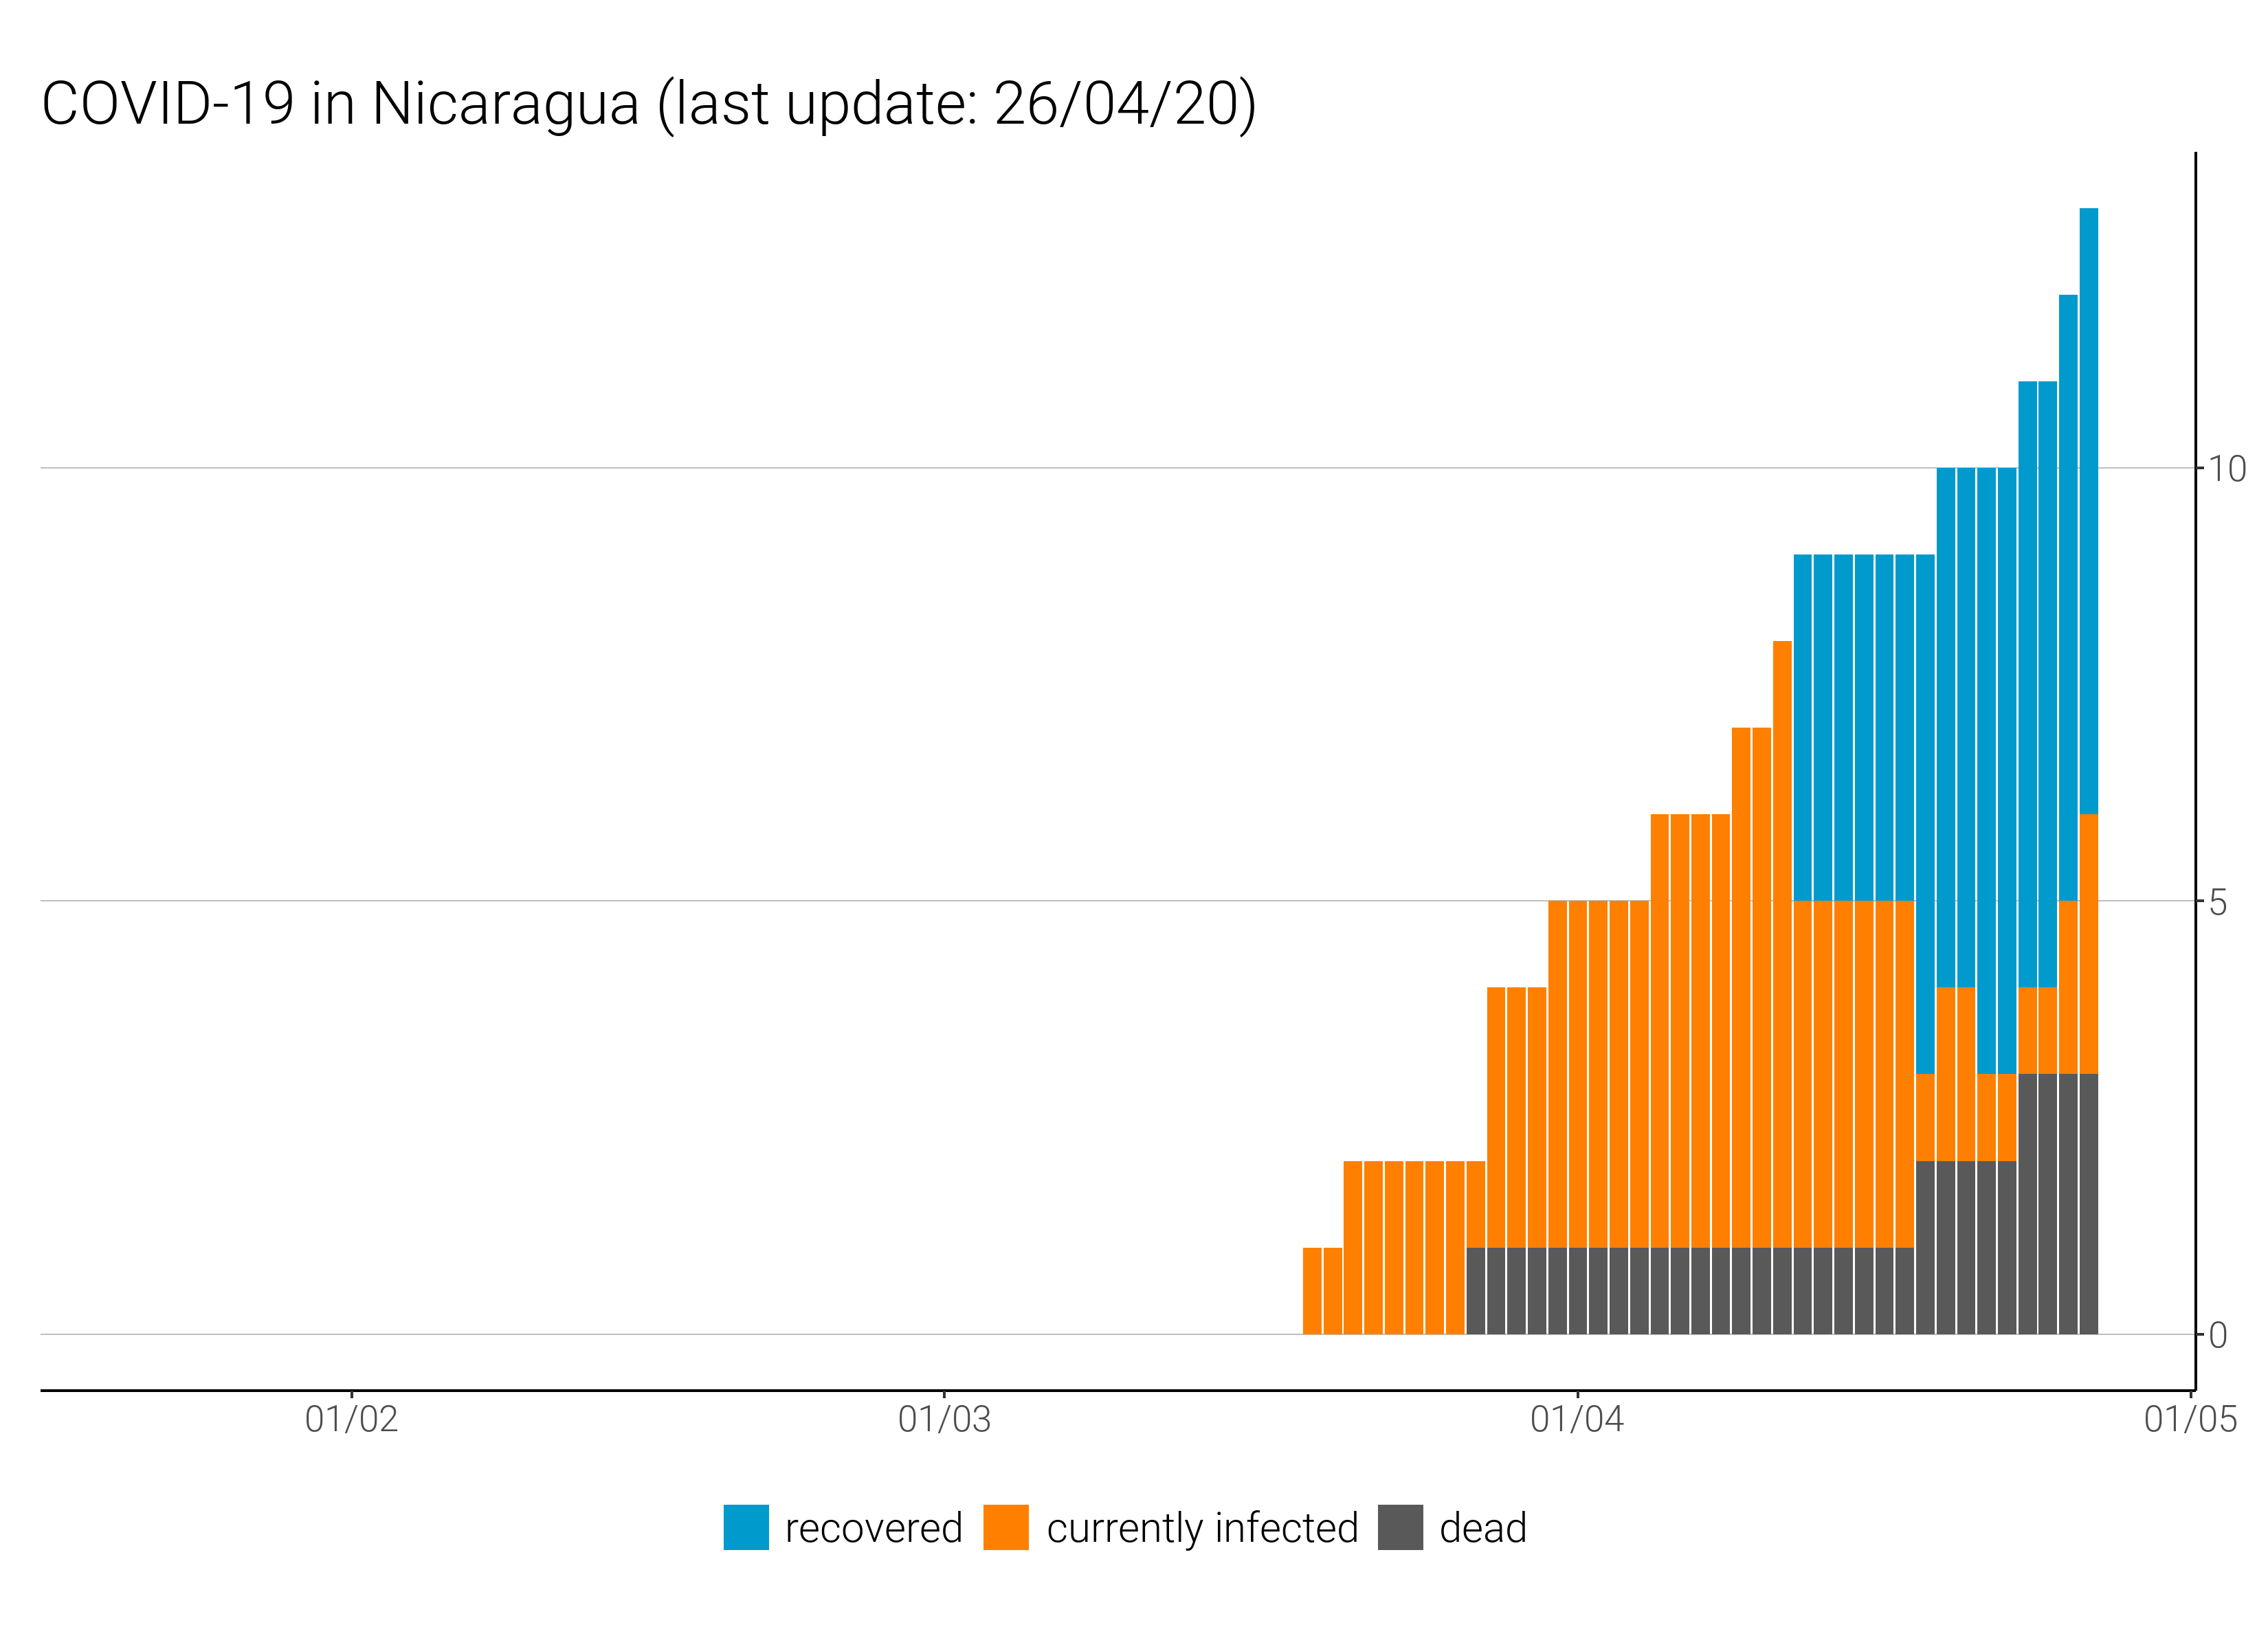 COVID-19 in Nicaragua (last update: 26/04/20)
10
5
0
01/02 01/03 01/04 01/05
recovered currently infected dead